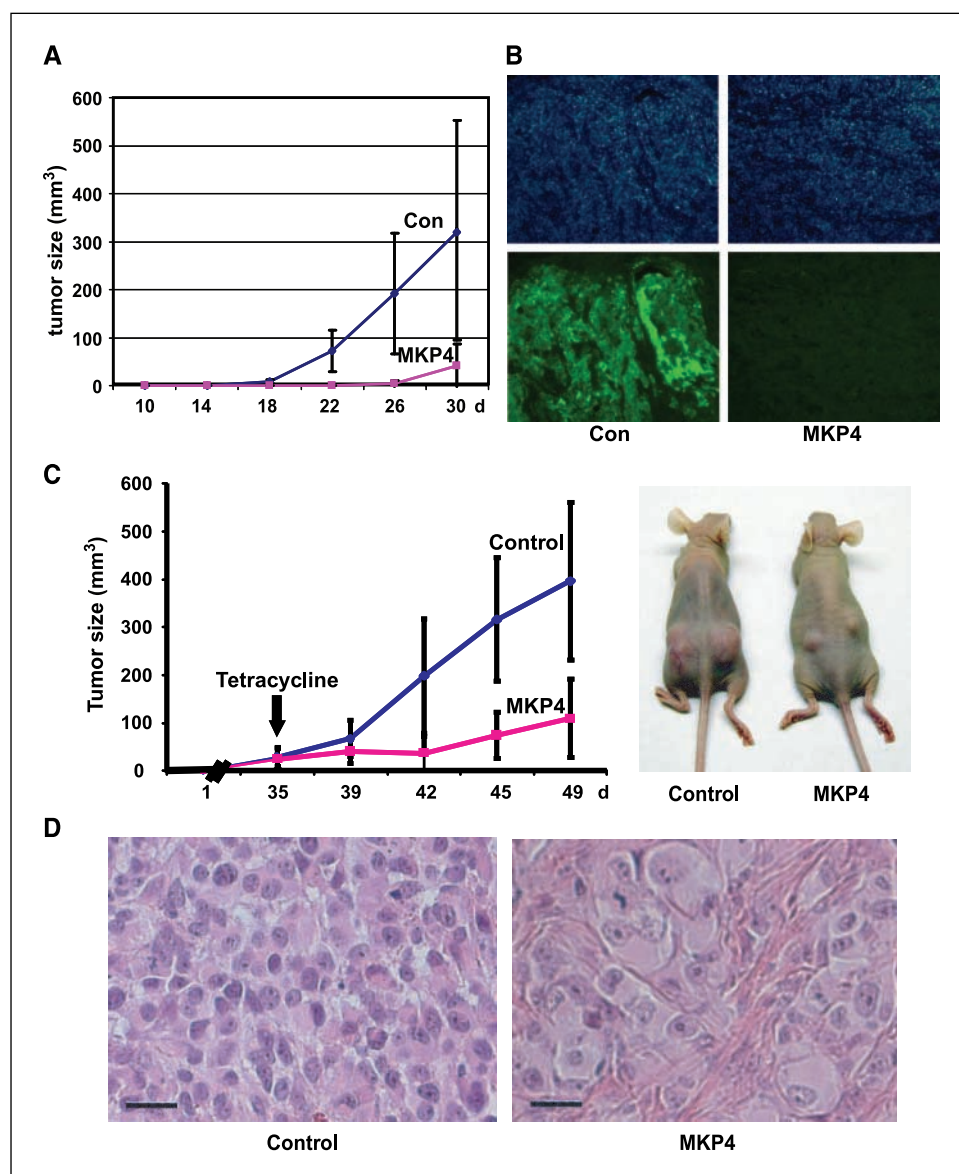 A
600
500
400
300
200
100
0
tumor size (mm3)
Con
MKP4
10 14 18 22 26 30 d
B
Con MKP4
C
600
500
400
300
200
100
0
Tumor size (mm3)
Control
Tetracycline
MKP4
1 35 39 42 45 49 d
Control MKP4
D
Control MKP4